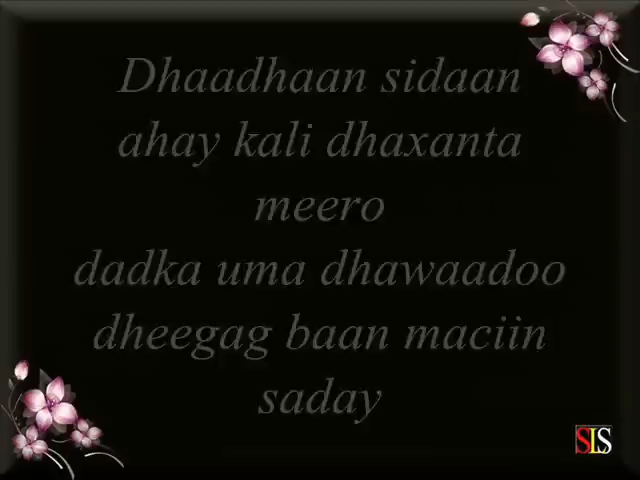 Dhaadhaan sidaan
ahay kali dhaxanta
meero
dadka uma dhawaadoo
dheegag baan maciin
saday
SLS